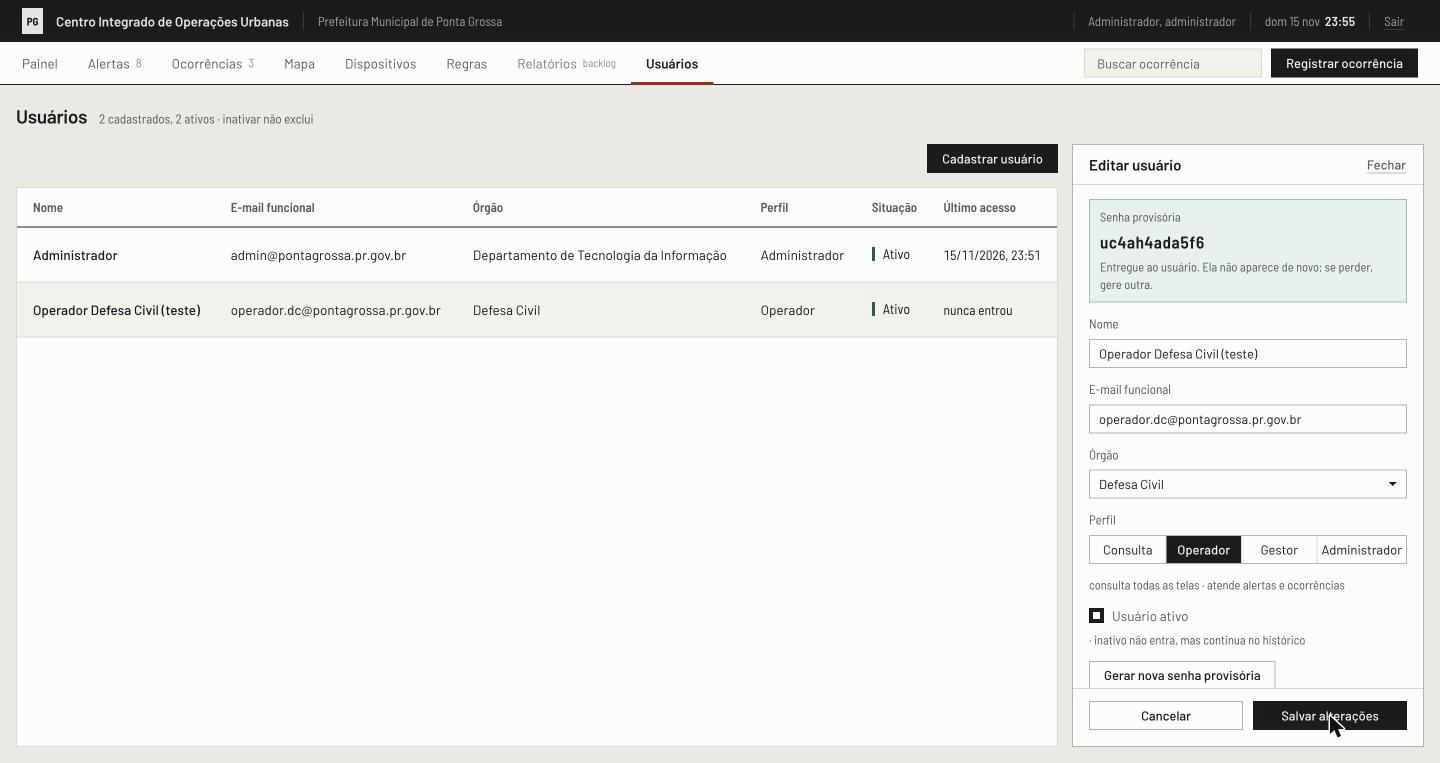 PG Centro Integrado de Operações Urbanas Prefeitura Municipal de Ponta Grossa Administrador, administrador dom 15 nov 23:55 Sair
Painel Alertas 8 Ocorrências 3 Mapa Dispositivos Regras Relatórios backlog Usuários Buscar ocorrência Registrar ocorrência
Usuários 2 cadastrados, 2 ativos · inativar não exclui
Cadastrar usuário
Nome E-mail funcional Órgão Perfil Situação Último acesso
Administrador admin@pontagrossa.pr.gov.br Departamento de Tecnologia da Informação Administrador Ativo 15/11/2026, 23:51
Operador Defesa Civil (teste) operador.dc@pontagrossa.pr.gov.br Defesa Civil Operador Ativo nunca entrou
Editar usuário Fechar
Senha provisória
uc4ah4ada5f6
Entregue ao usuário. Ela não aparece de novo; se perder,
gere outra.
Nome
Operador Defesa Civil (teste)
E-mail funcional
operador.dc@pontagrossa.pr.gov.br
Órgão
Defesa Civil
Perfil
Consulta Operador Gestor Administrador
consulta todas as telas · atende alertas e ocorrências
Usuário ativo
· inativo não entra, mas continua no histórico
Gerar nova senha provisória
Cancelar Salvar alterações